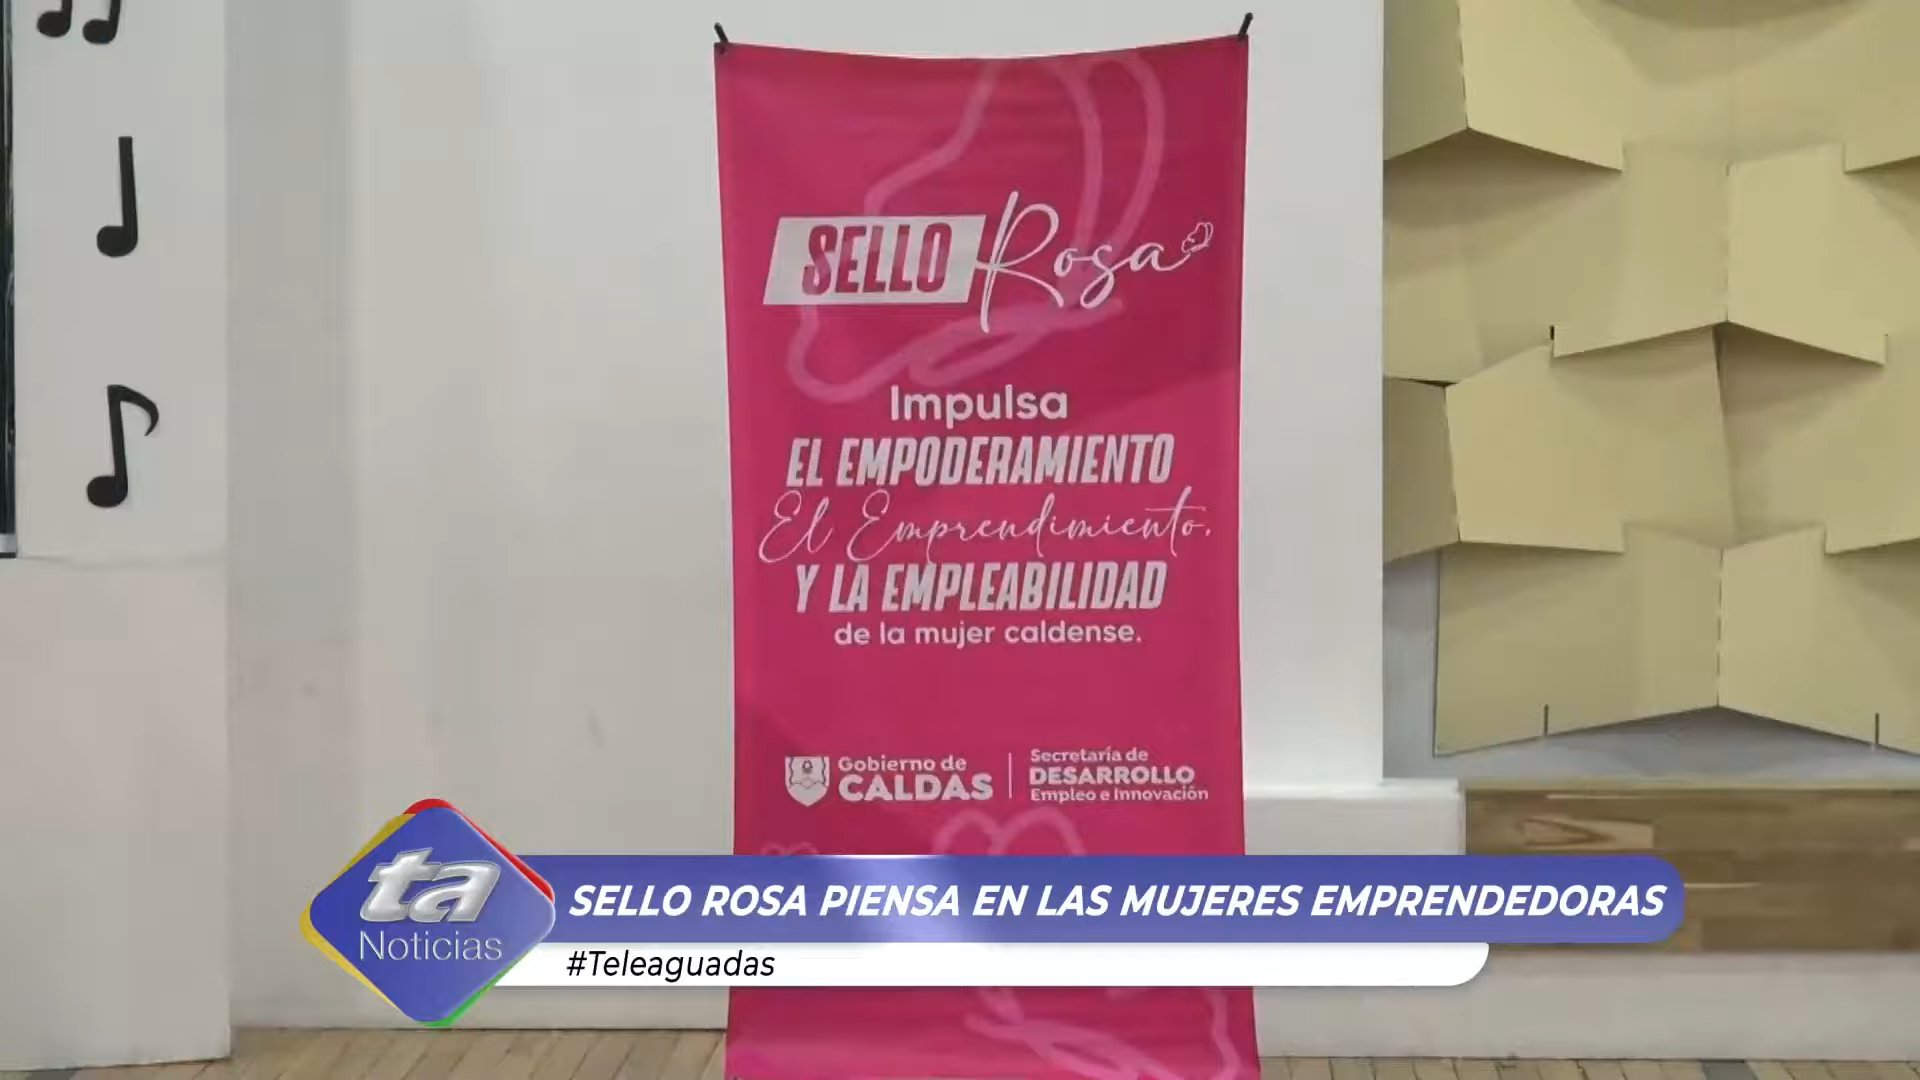 SELLO Rosa
Impulsa
EL EMPODERAMIENTO
El Emprendimiento,
Y LA EMPLEABILIDAD
de la mujer caldense.
Gobierno de
CALDAS
Secretaría de
DESARROLLO
Empleo e Innovación
ta
Noticias
SELLO ROSA PIENSA EN LAS MUJERES EMPRENDEDORAS
#Teleaguadas